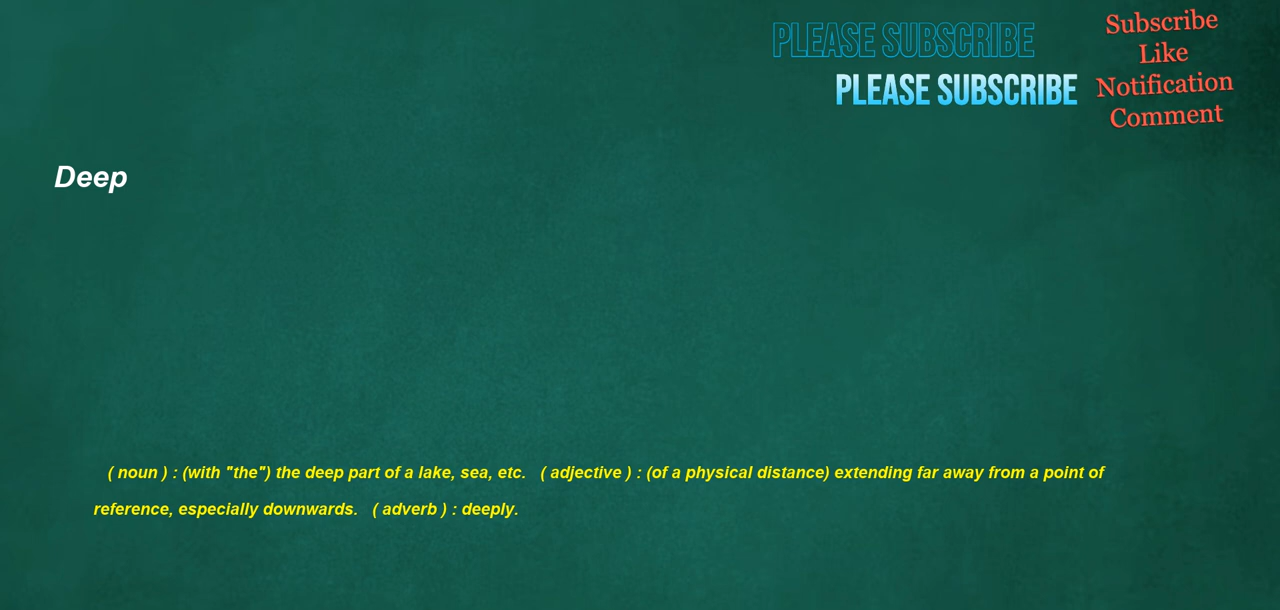 PLEASE SUBSCRIBE
PLEASE SUBSCRIBE
Subscribe
Like
Notification
Comment
Deep
( noun ) : (with "the") the deep part of a lake, sea, etc. ( adjective ) : (of a physical distance) extending far away from a point of
reference, especially downwards. ( adverb ) : deeply.